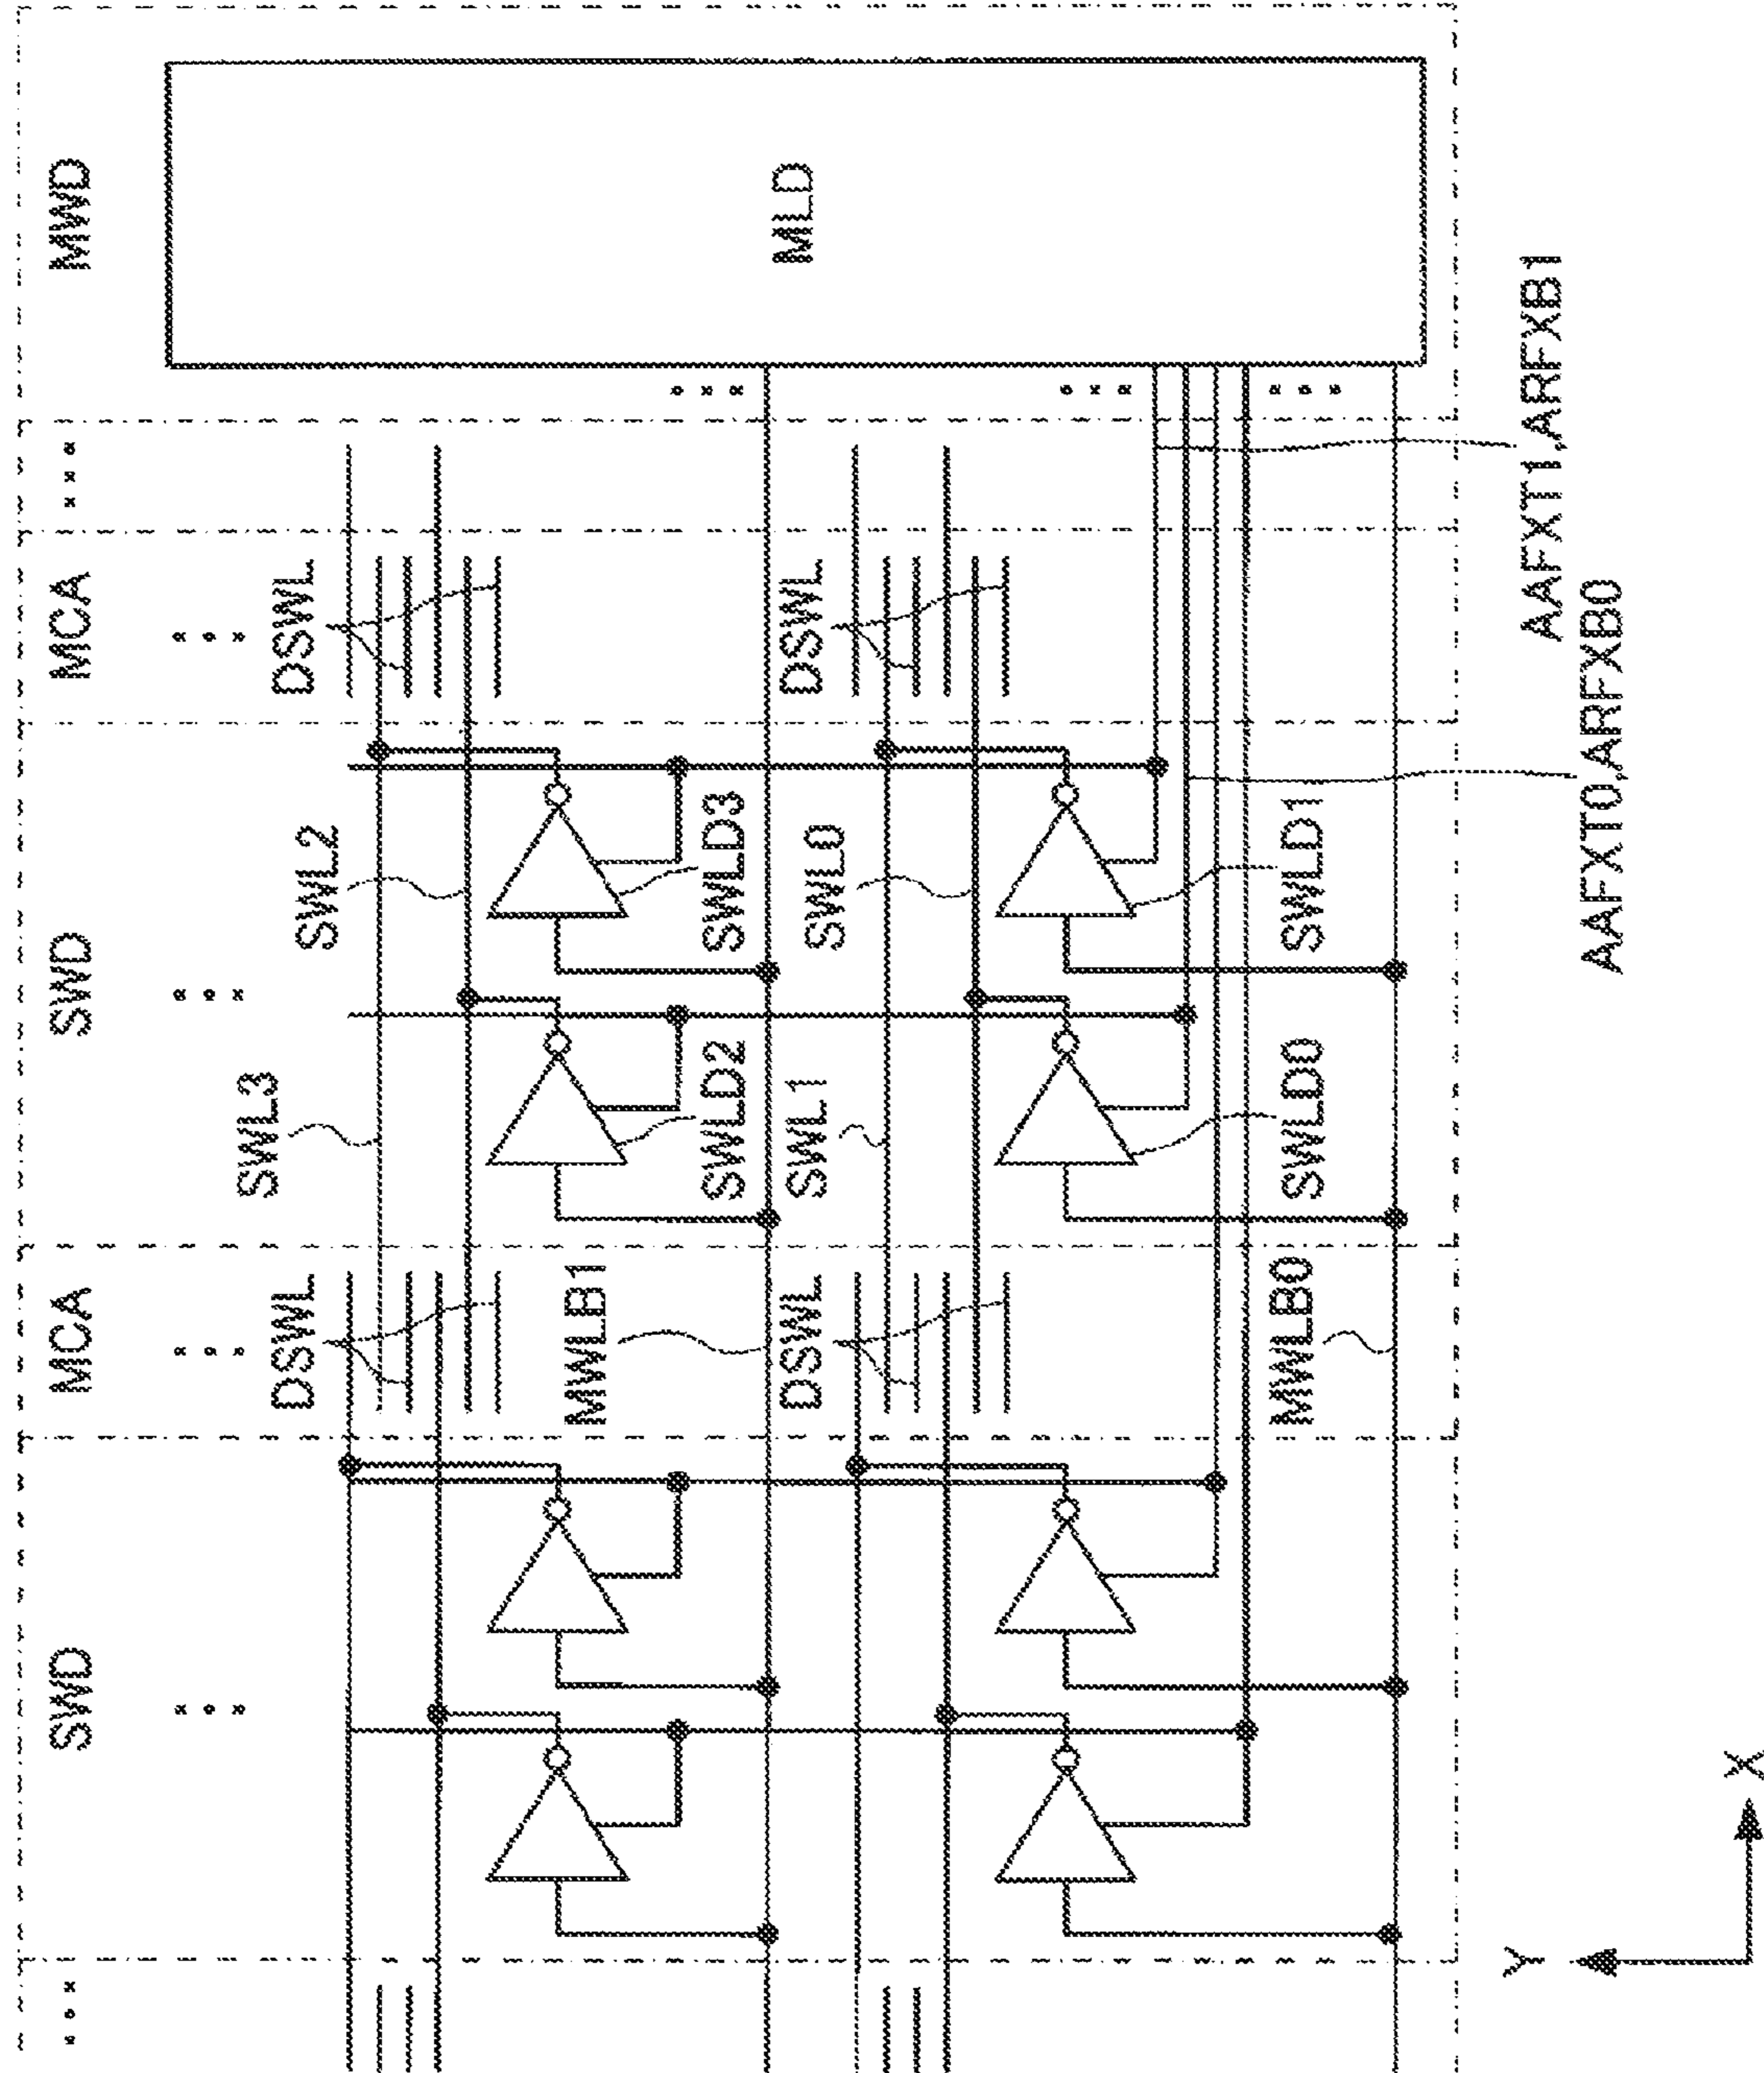 MWD
MCA
SWD
MCA
SWD
MLD
DSWL
DSWL
SWL2
SWLD3
SWL0
SWLD1
SWL3
SWLD2
SWL1
SWLD0
DSWL
MWLB1
DSWL
MWLB0
AAFXT1,ARFXB1
AAFXT0,ARFXB0
Y
X